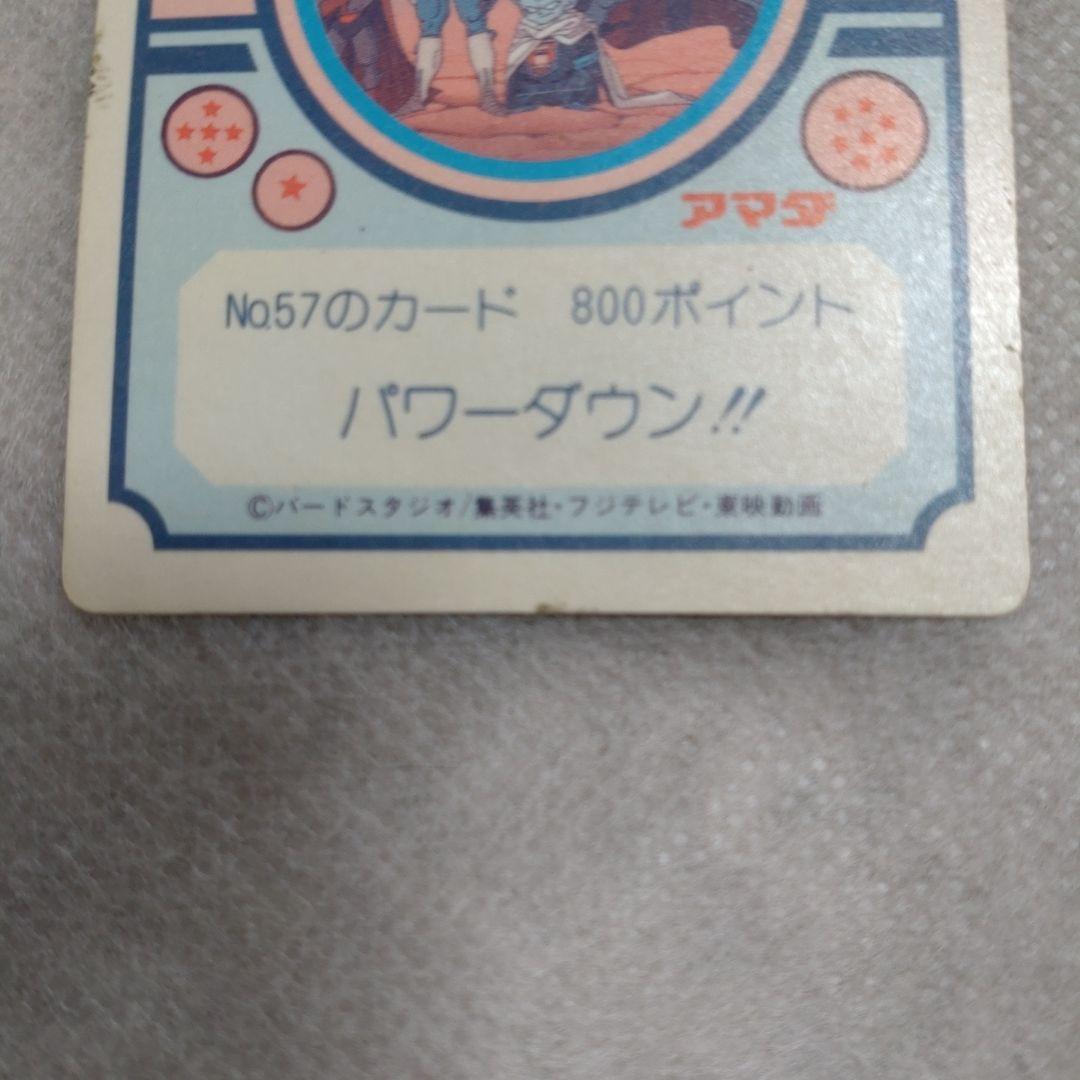 アマダ
No.57のカード 800ポイント
パワーダウン!!
©バードスタジオ/集英社・フジテレビ・東映動画